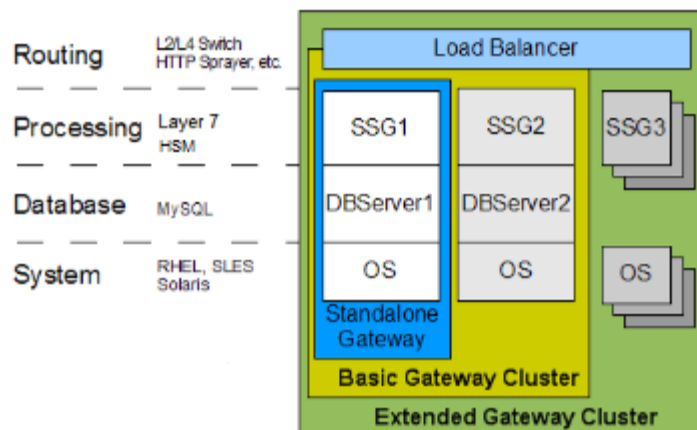 Routing
L2/L4 Switch
HTTP Sprayer, etc.
Load Balancer
Processing
Layer 7
HSM
SSG1
SSG2
SSG3
Database
MySQL
DBServer1
DBServer2
System
RHEL, SLES
Solaris
OS
OS
OS
Standalone
Gateway
Basic Gateway Cluster
Extended Gateway Cluster